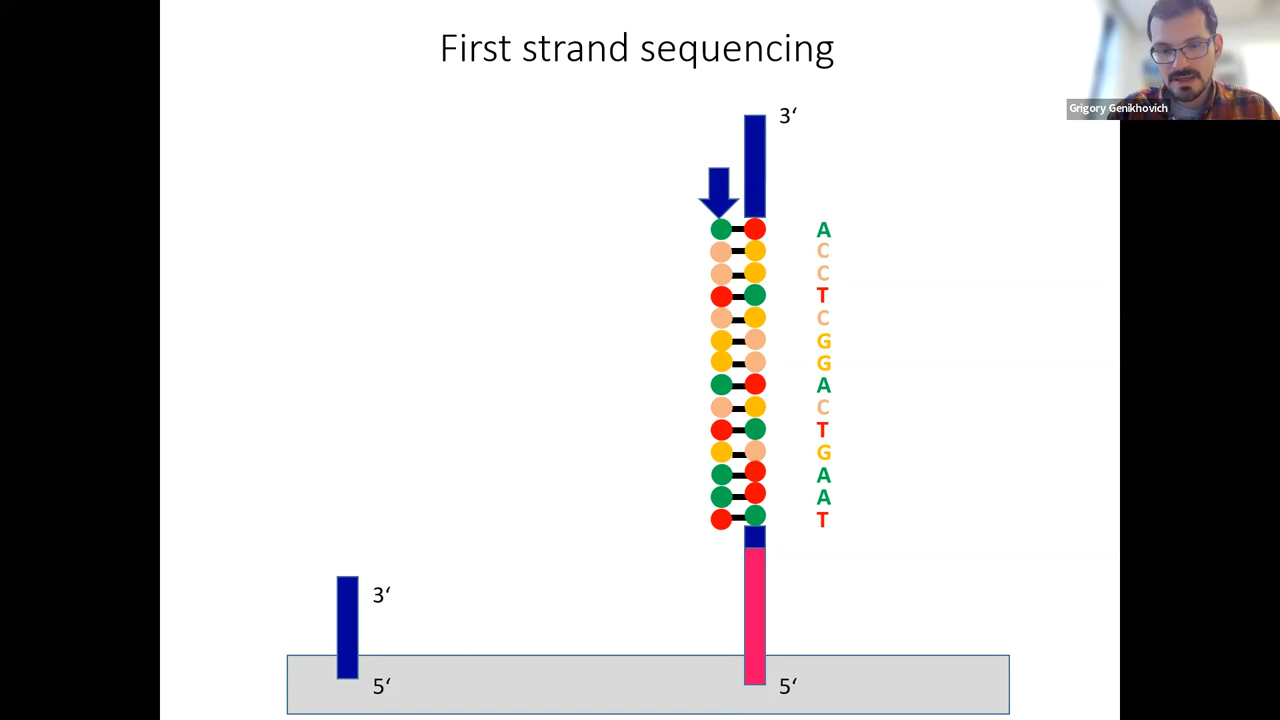 First strand sequencing
Grigory Genikhovich
3‘
A
C
C
T
C
G
G
A
C
T
G
A
A
T
3‘
5‘
5‘